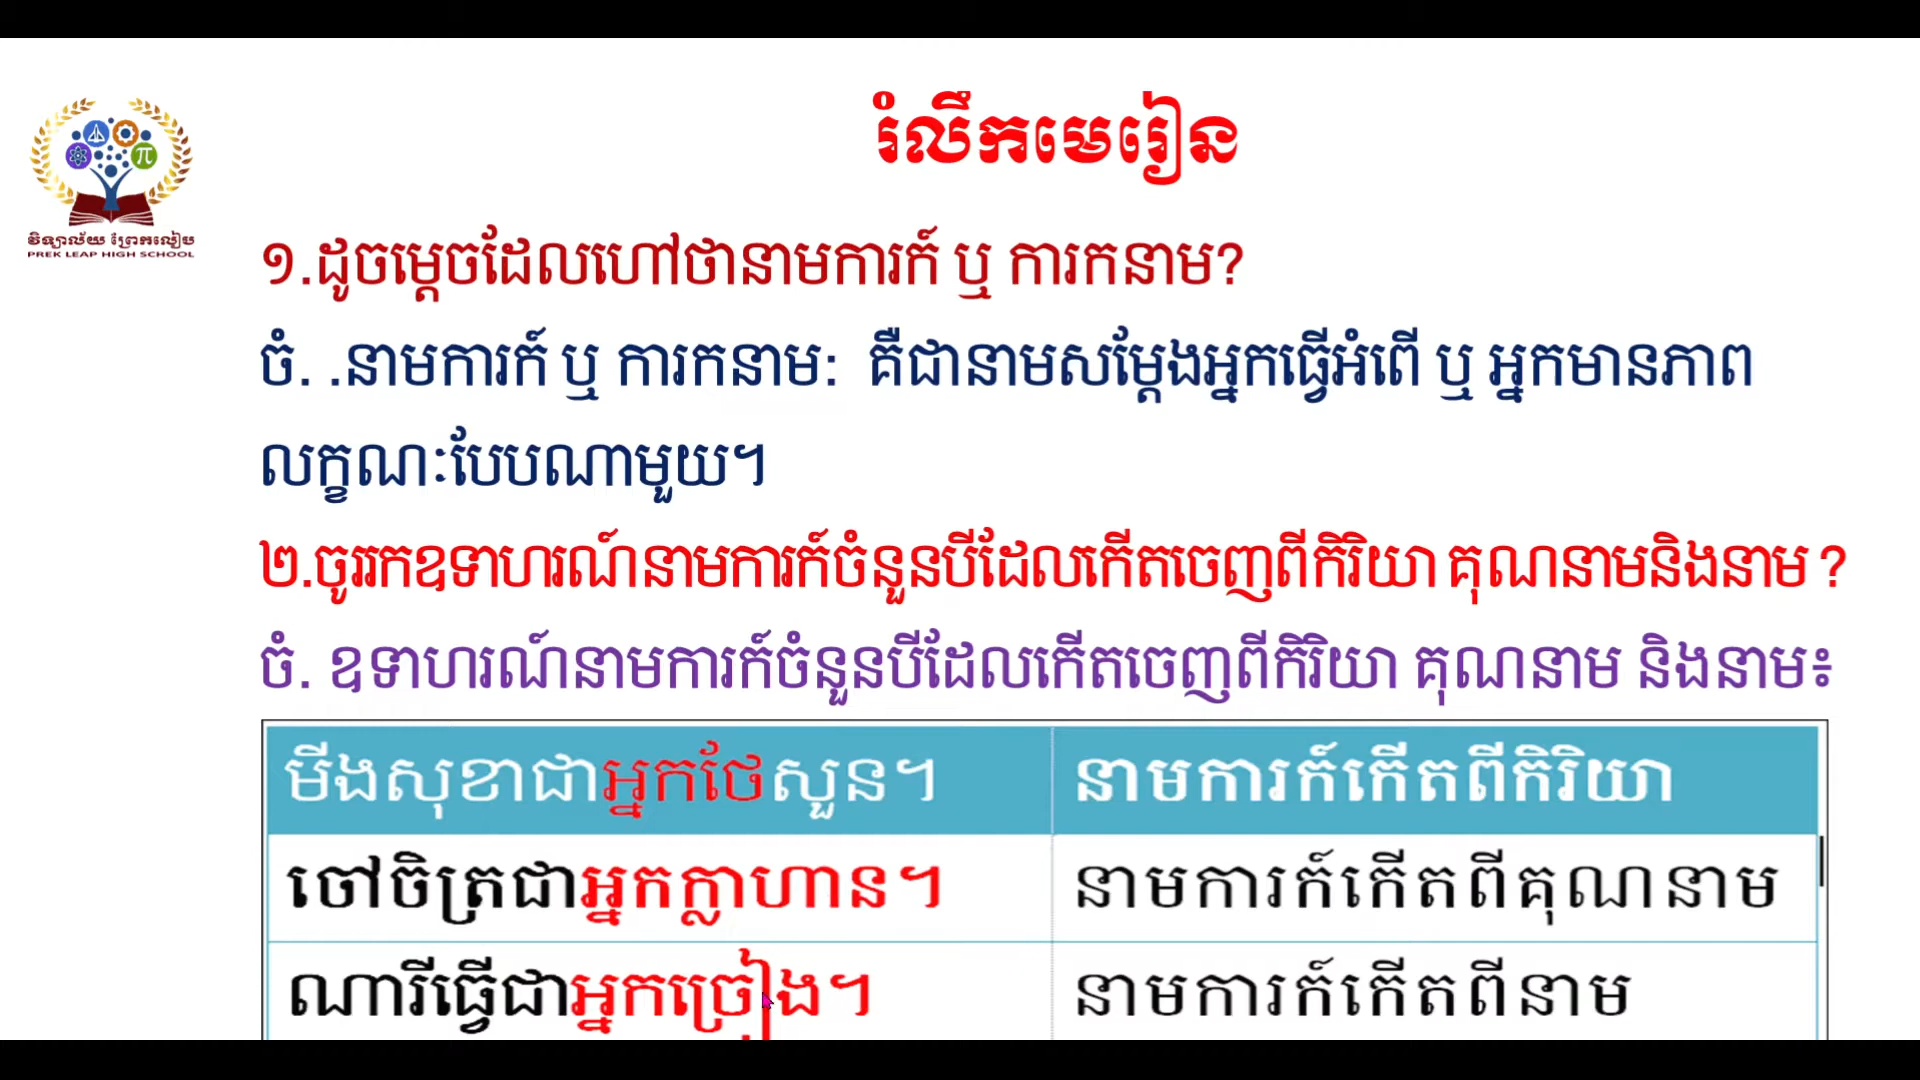 រំលឹកមេរៀន
វិទ្យាល័យ ព្រែកលៀប
PREK LEAP HIGH SCHOOL
១.ដូចម្ដេចដែលហៅថានាមការក៍ ឬ ការកនាម?
ចំ. .នាមការក៍ ឬ ការកនាម: គឺជានាមសម្ដែងអ្នកធ្វើអំពើ ឬ អ្នកមានភាព
លក្ខណៈបែបណាមួយ។
២.ចូររកឧទាហរណ៍នាមការក៍ចំនួនបីដែលកើតចេញពីកិរិយា គុណនាមនិងនាម ?
ចំ. ឧទាហរណ៍នាមការក៍ចំនួនបីដែលកើតចេញពីកិរិយា គុណនាម និងនាម៖
មីងសុខាជាអ្នកថែសួន។ នាមការក៍កើតពីកិរិយា
ចៅចិត្រជាអ្នកក្លាហាន។ នាមការក៍កើតពីគុណនាម
ណារីធ្វើជាអ្នកច្រៀង។ នាមការក៍កើតពីនាម